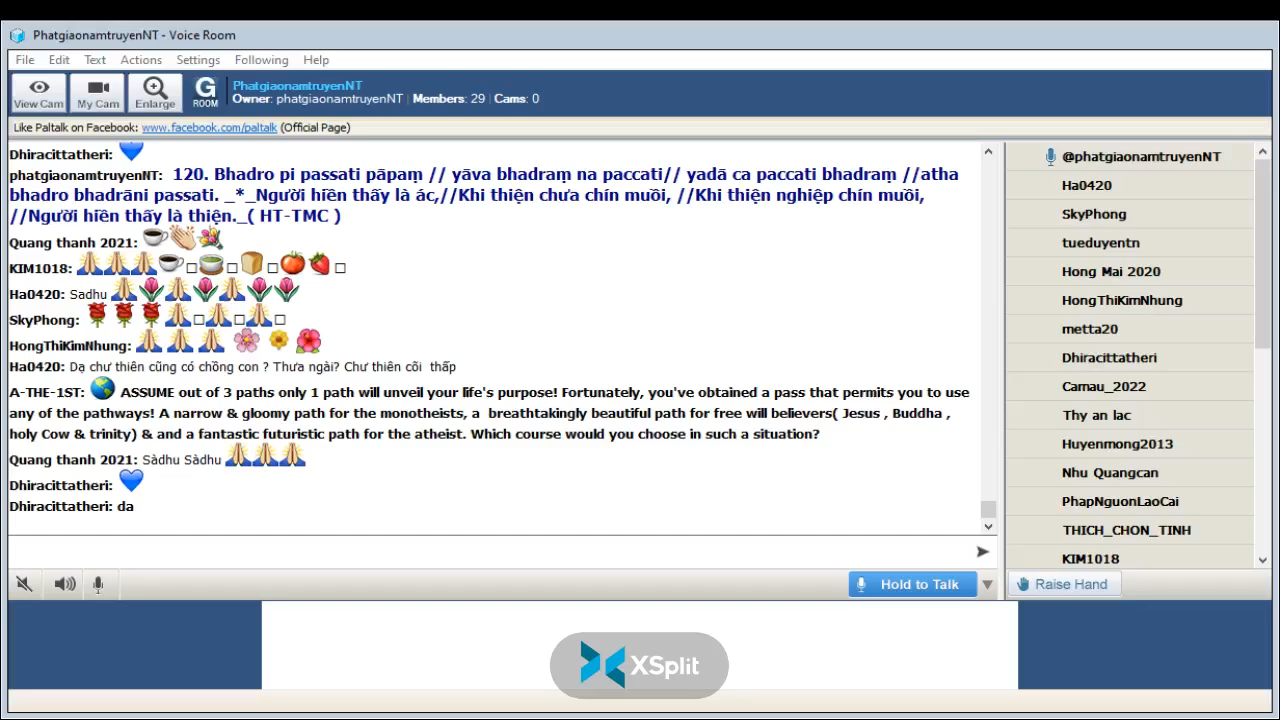 PhatgiaonamtruyenNT - Voice Room
File Edit Text Actions Settings Following Help
View Cam My Cam Enlarge G ROOM
PhatgiaonamtruyenNT
Owner: phatgiaonamtruyenNT | Members: 29 | Cams: 0
Like Paltalk on Facebook: www.facebook.com/paltalk (Official Page)
Dhiracittatheri:
phatgiaonamtruyenNT: 120. Bhadro pi passati pāpaṃ // yāva bhadraṃ na paccati// yadā ca paccati bhadraṃ //atha
bhadro bhadrāni passati. _*_Người hiền thấy là ác,//Khi thiện chưa chín muồi, //Khi thiện nghiệp chín muồi,
//Người hiền thấy là thiện._( HT-TMC )
Quang thanh 2021:
KIM1018:
Ha0420: Sadhu
SkyPhong:
HongThiKimNhung:
Ha0420: Dạ chư thiên cũng có chồng con ? Thưa ngài? Chư thiên cõi thấp
A-THE-1ST: ASSUME out of 3 paths only 1 path will unveil your life's purpose! Fortunately, you've obtained a pass that permits you to use
any of the pathways! A narrow & gloomy path for the monotheists, a breathtakingly beautiful path for free will believers( Jesus , Buddha ,
holy Cow & trinity) & and a fantastic futuristic path for the atheist. Which course would you choose in such a situation?
Quang thanh 2021: Sàdhu Sàdhu
Dhiracittatheri:
Dhiracittatheri: da
@phatgiaonamtruyenNT
Ha0420
SkyPhong
tueduyentn
Hong Mai 2020
HongThiKimNhung
metta20
Dhiracittatheri
Camau_2022
Thy an lac
Huyenmong2013
Nhu Quangcan
PhapNguonLaoCai
THICH_CHON_TINH
KIM1018
Hold to Talk
Raise Hand
XSplit